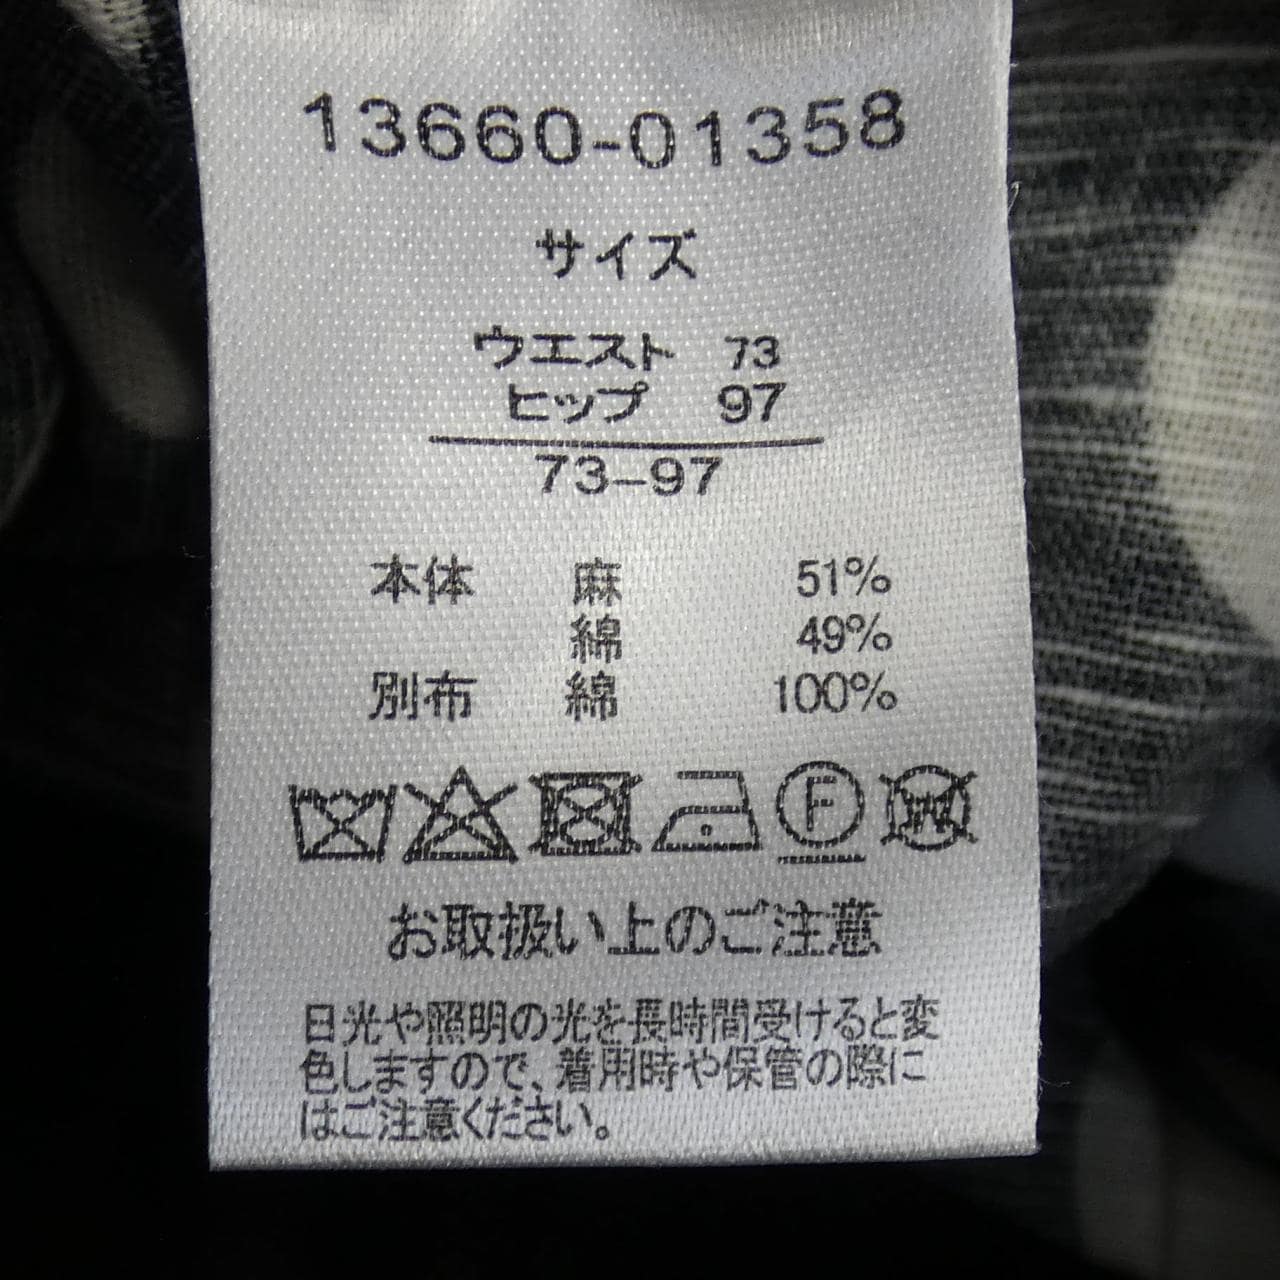 13660-01358
サイズ
ウエスト 73
ヒップ 97
73-97
本体 麻 51%
綿 49%
別布 綿 100%
F W
お取扱い上のご注意
日光や照明の光を長時間受けると変
色しますので、着用時や保管の際に
はご注意ください。